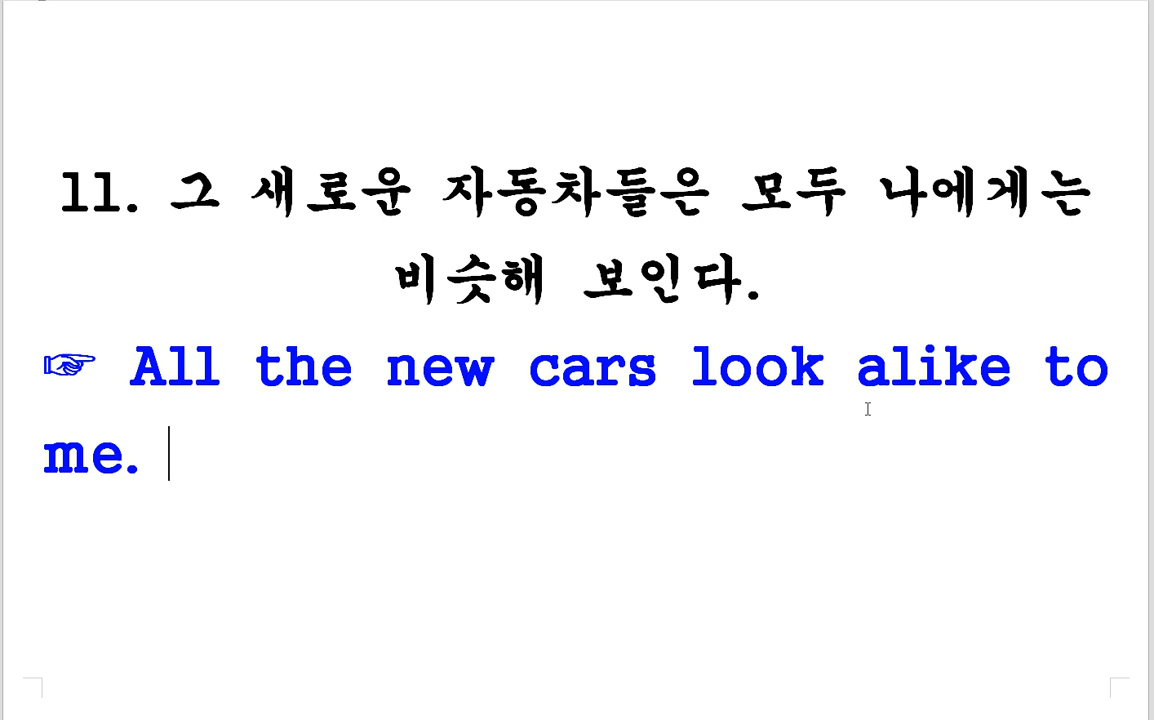 11. 그 새로운 자동차들은 모두 나에게는
비슷해 보인다.
☞ All the new cars look alike to
me.